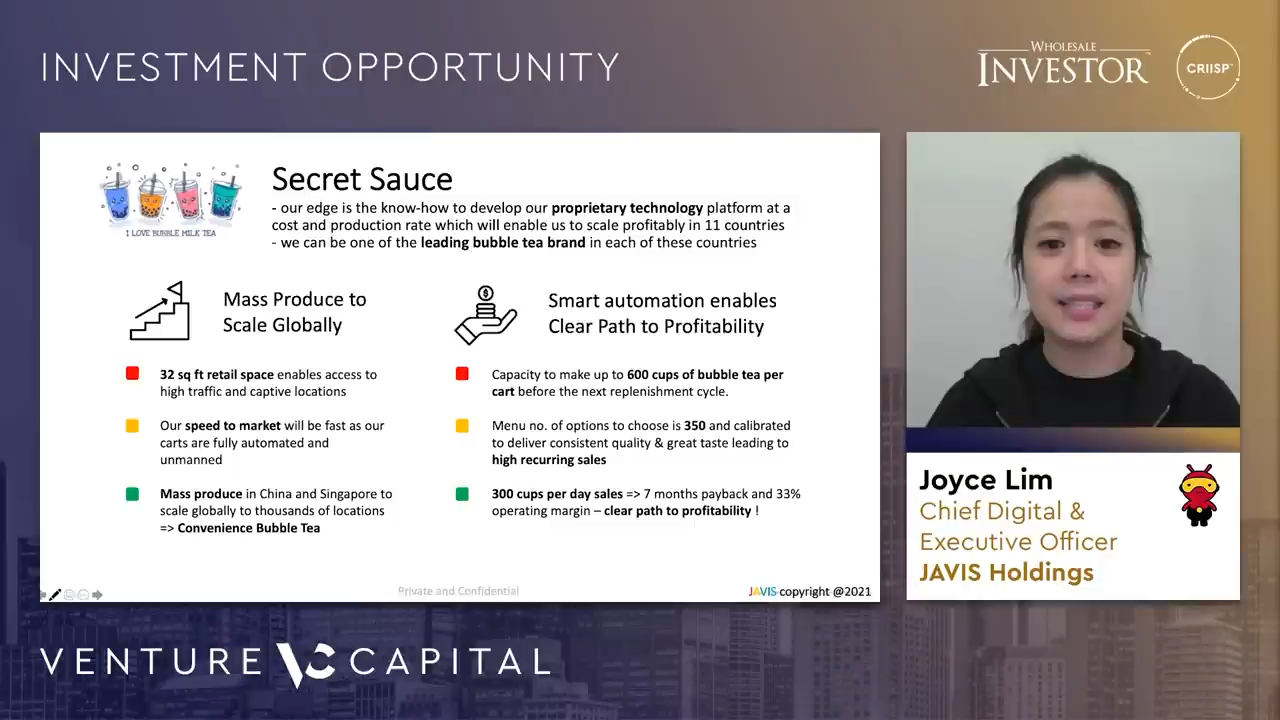 INVESTMENT OPPORTUNITY
WHOLESALE
INVESTOR
CRIISP
Secret Sauce
- our edge is the know-how to develop our proprietary technology platform at a
cost and production rate which will enable us to scale profitably in 11 countries
- we can be one of the leading bubble tea brand in each of these countries
I LOVE BUBBLE MILK TEA
Mass Produce to
Scale Globally
32 sq ft retail space enables access to
high traffic and captive locations
Our speed to market will be fast as our
carts are fully automated and
unmanned
Mass produce in China and Singapore to
scale globally to thousands of locations
=> Convenience Bubble Tea
Smart automation enables
Clear Path to Profitability
Capacity to make up to 600 cups of bubble tea per
cart before the next replenishment cycle.
Menu no. of options to choose is 350 and calibrated
to deliver consistent quality & great taste leading to
high recurring sales
300 cups per day sales => 7 months payback and 33%
operating margin – clear path to profitability !
Private and Confidential
JAVIS copyright @2021
Joyce Lim
Chief Digital &
Executive Officer
JAVIS Holdings
VENTURE VC CAPITAL